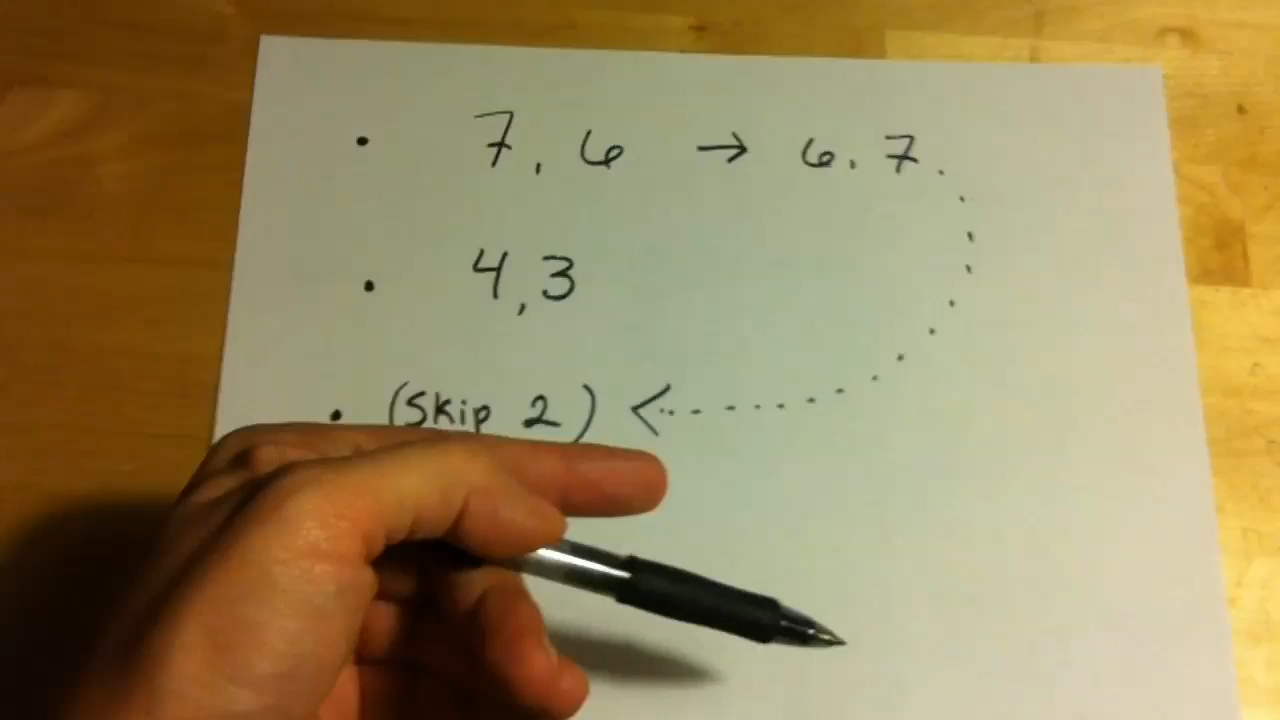 • 7, 6 → 6, 7
• 4, 3
• (Skip 2)